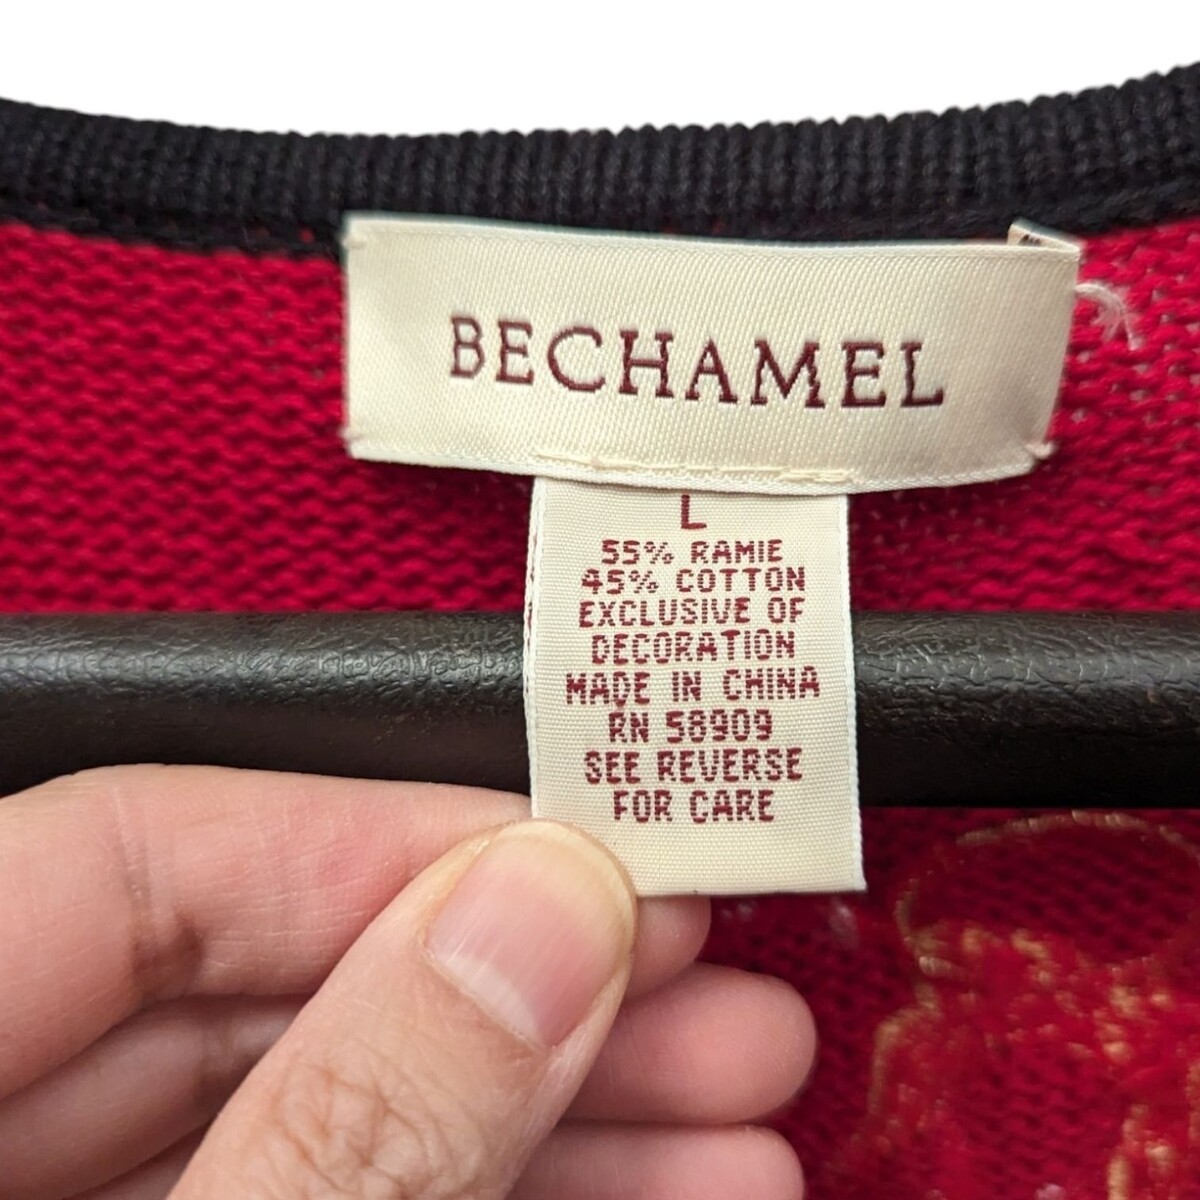 BECHAMEL
L
55% RAMIE
45% COTTON
EXCLUSIVE OF
DECORATION
MADE IN CHINA
RN 58909
SEE REVERSE
FOR CARE